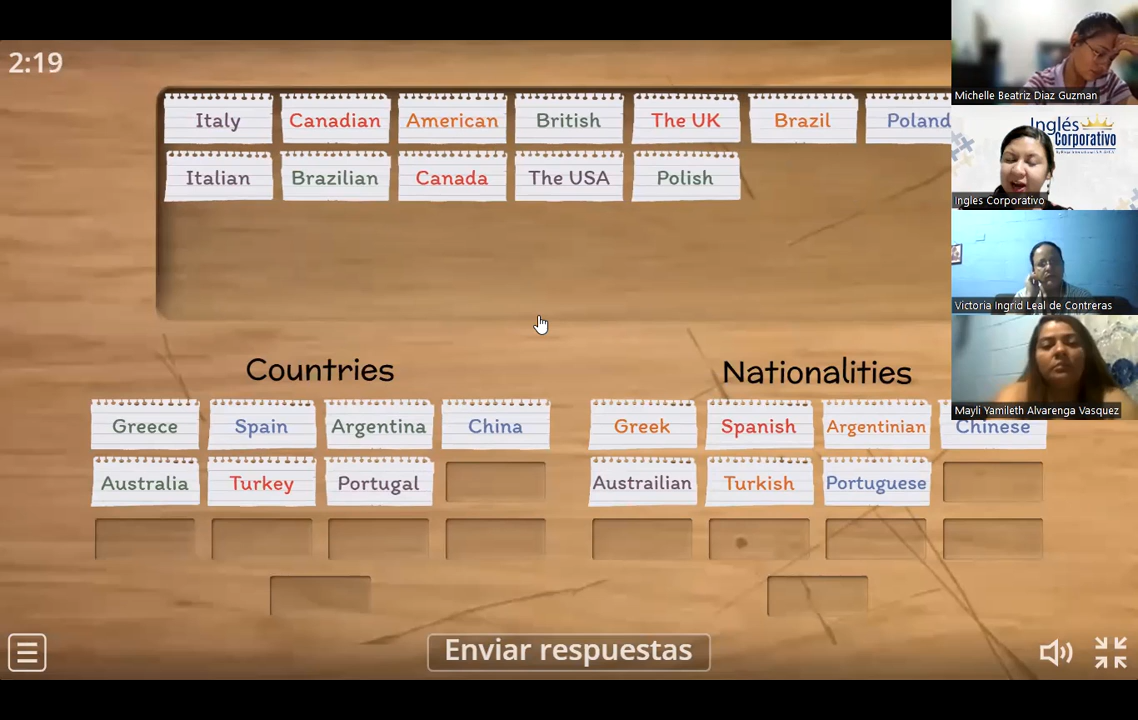 2:19
Italy Canadian American British The UK Brazil Poland
Italian Brazilian Canada The USA Polish
Countries
Nationalities
Greece Spain Argentina China
Greek Spanish Argentinian Chinese
Australia Turkey Portugal
Austrailian Turkish Portuguese
Enviar respuestas
Michelle Beatriz Diaz Guzman
Inglés
Corporativo
Ingles Corporativo
Victoria Ingrid Leal de Contreras
Mayli Yamileth Alvarenga Vasquez